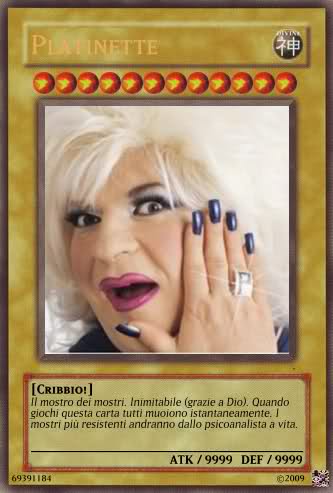 PLATINETTE
DIVINE
神
[CRIBBIO!]
Il mostro dei mostri. Inimitabile (grazie a Dio). Quando
giochi questa carta tutti muoiono istantaneamente. I
mostri più resistenti andranno dallo psicoanalista a vita.
ATK / 9999 DEF / 9999
69391184 ©2009